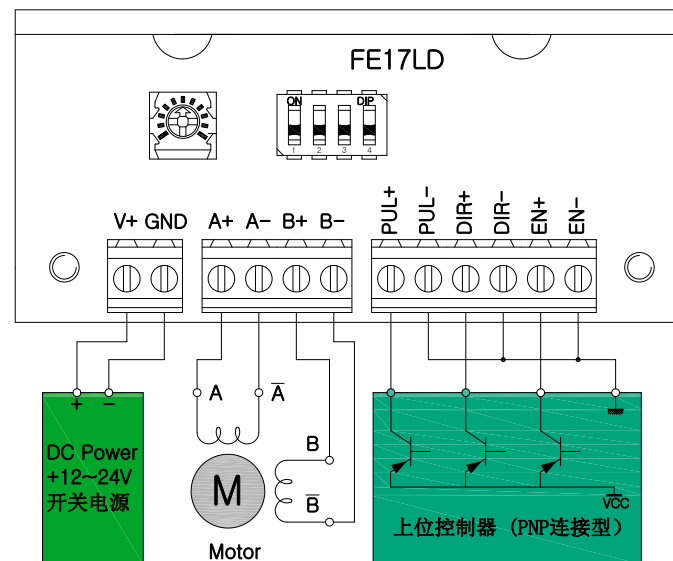 FE17LD
ON DIP
1 2 3 4
V+ GND A+ A- B+ B- PUL+ PUL- DIR+ DIR- EN+ EN-
+ -
A A̅
DC Power
+12~24V
开关电源
B
M
B̅
Motor
VCC
上位控制器（PNP连接型）